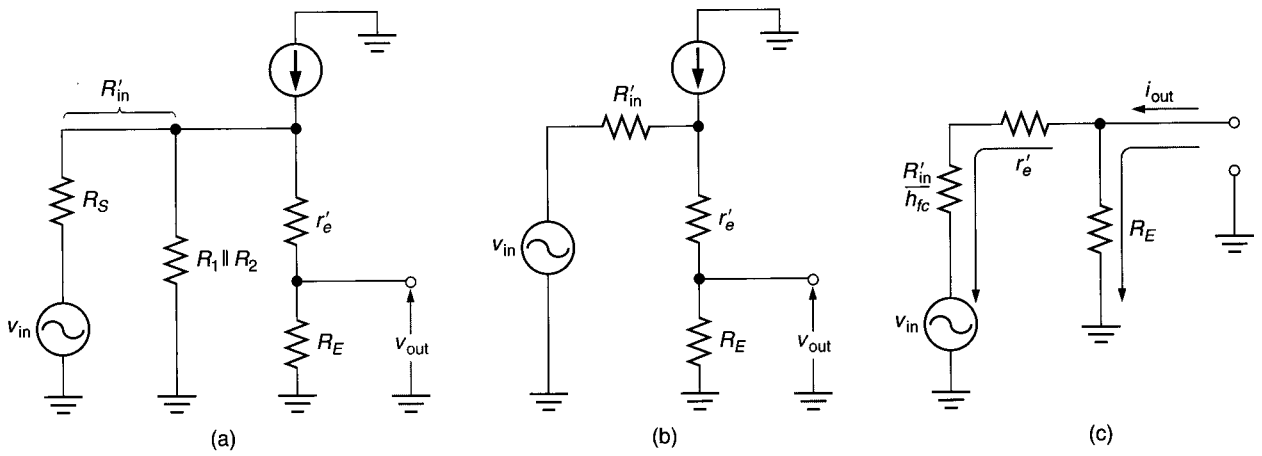 R'in
RS
R1 || R2
r'e
vin
RE
vout
(a)
R'in
r'e
vin
RE
vout
(b)
iout
r'e
R'in
hfc
RE
vin
(c)